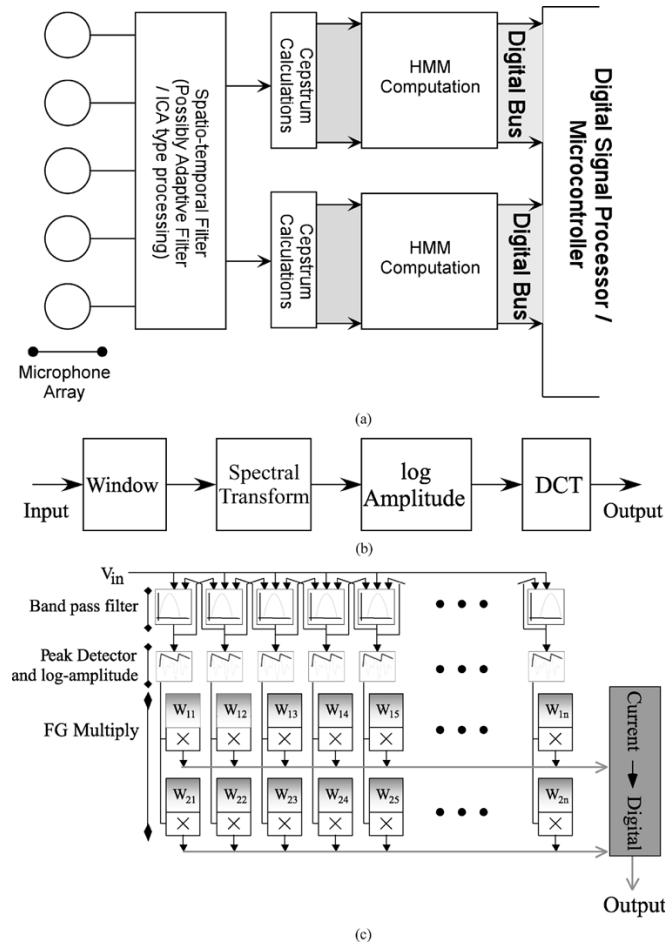 Spatio-temporal Filter
(Possibly Adaptive Filter
/ ICA type processing)
Cepstrum
Calculations
HMM
Computation
Digital Bus
Cepstrum
Calculations
HMM
Computation
Digital Bus
Digital Signal Processor /
Microcontroller
Microphone
Array
(a)
Input
Window
Spectral
Transform
log
Amplitude
DCT
Output
(b)
Vin
Band pass filter
Peak Detector
and log-amplitude
FG Multiply
W11 W12 W13 W14 W15 W1n
× × × × × ×
W21 W22 W23 W24 W25 W2n
× × × × × ×
Current
Digital
Output
(c)